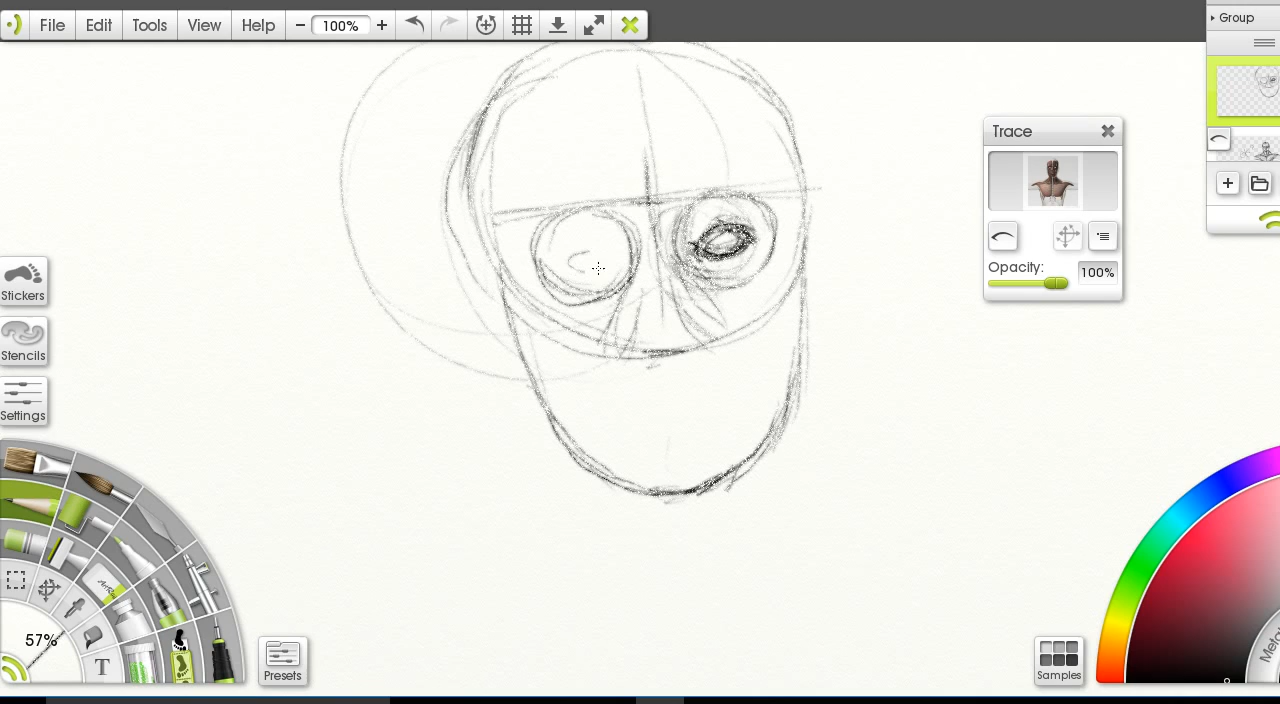 File Edit Tools View Help 100%
Group
Trace
Opacity:
100%
Stickers
Stencils
Settings
57%
T
Presets
Samples